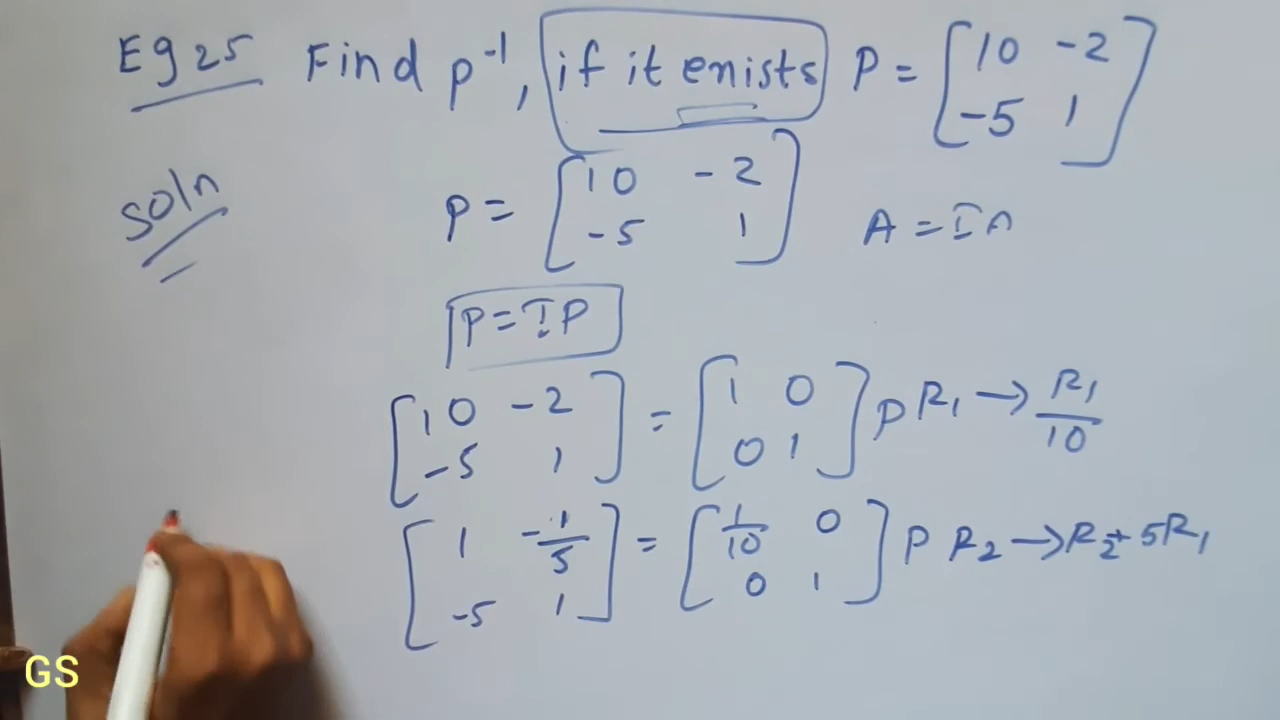 Eg 25 Find p⁻¹, if it enists P = [10 -2
-5 1]
Soln
P = [10 -2
-5 1] A = IA
P = IP
[10 -2
-5 1] = [1 0
0 1] P R₁ → R₁/10
[1 -1/5
-5 1] = [1/10 0
0 1] P R₂ → R₂ + 5R₁
GS